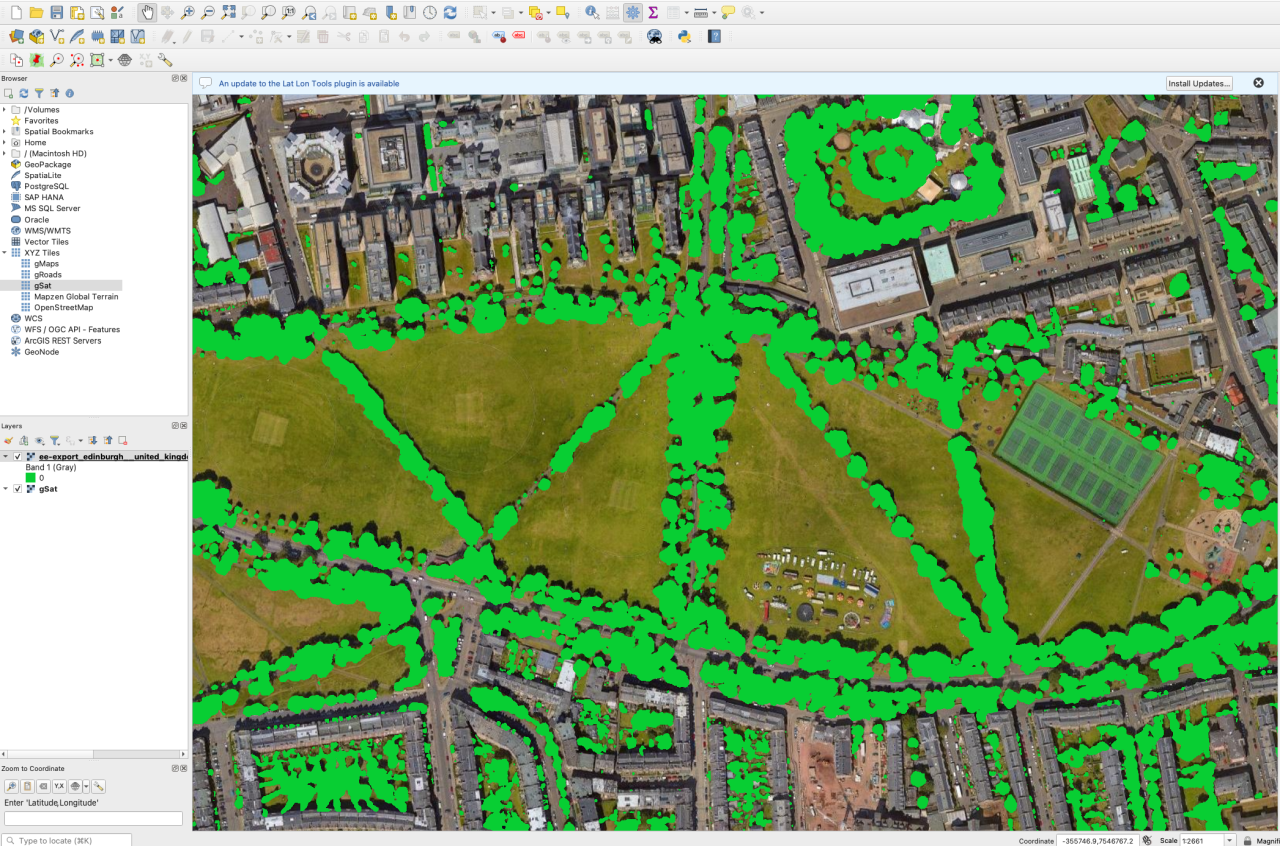 Browser
An update to the Lat Lon Tools plugin is available
Install Updates...
/Volumes
Favorites
Spatial Bookmarks
Home
/ (Macintosh HD)
GeoPackage
SpatiaLite
PostgreSQL
SAP HANA
MS SQL Server
Oracle
WMS/WMTS
Vector Tiles
XYZ Tiles
gMaps
gRoads
gSat
Mapzen Global Terrain
OpenStreetMap
WCS
WFS / OGC API - Features
ArcGIS REST Servers
GeoNode
Layers
ee-export_edinburgh__united_kingdo
Band 1 (Gray)
0
gSat
Zoom to Coordinate
Y,X
Enter 'Latitude,Longitude'
Type to locate (⌘K)
Coordinate -355746.9,7546767.2 Scale 1:2661 Magnifi